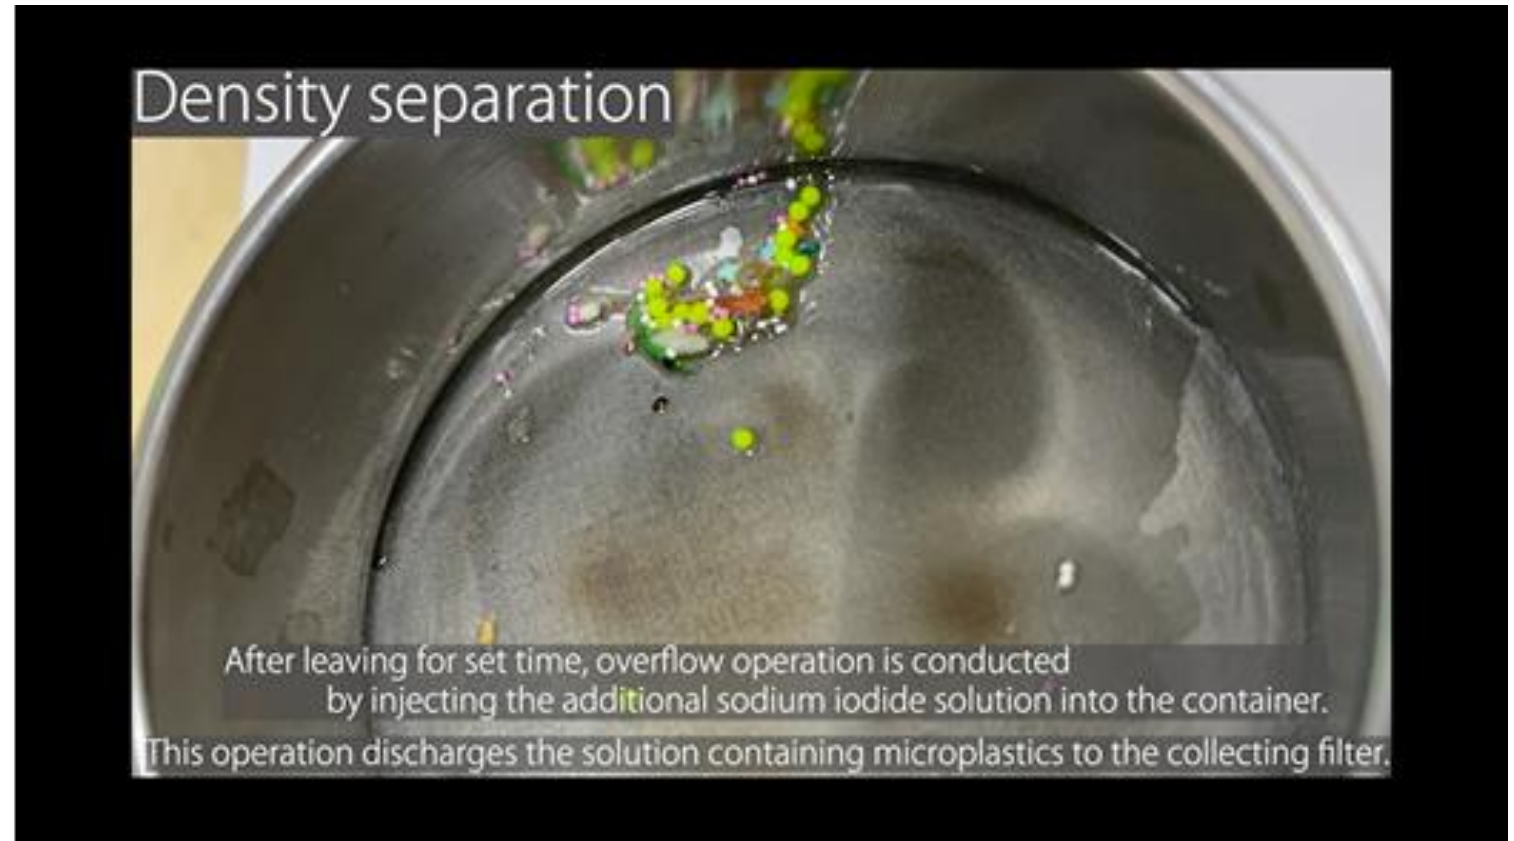 Density separation
After leaving for set time, overflow operation is conducted
by injecting the additional sodium iodide solution into the container.
This operation discharges the solution containing microplastics to the collecting filter.